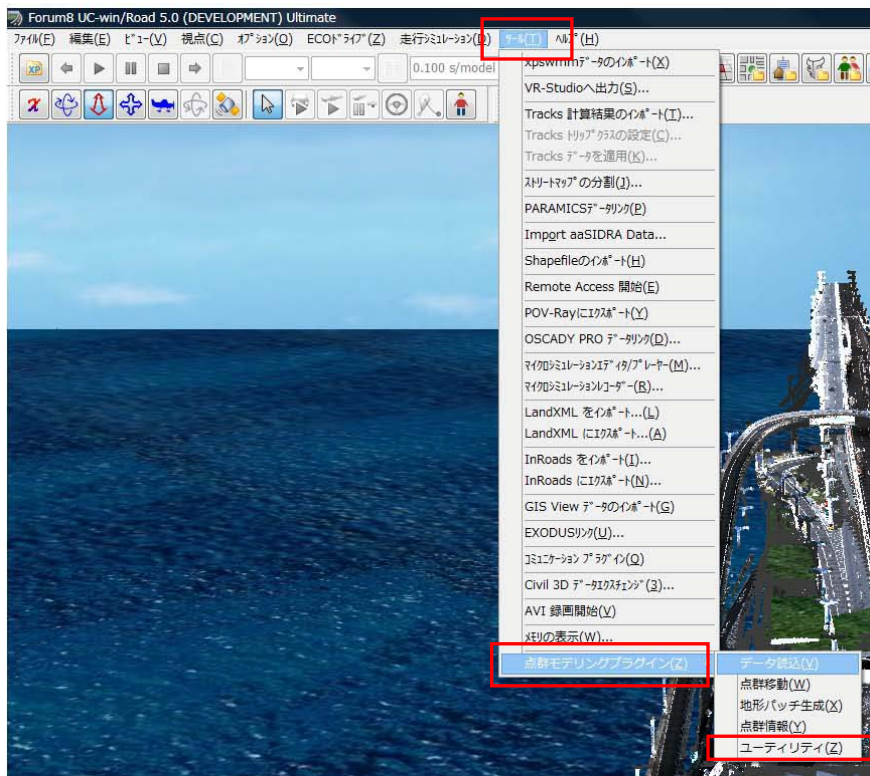 Forum8 UC-win/Road 5.0 (DEVELOPMENT) Ultimate
ﾌｧｲﾙ(F) 編集(E) ﾋﾞｭｰ(V) 視点(C) ｵﾌﾟｼｮﾝ(O) ECOﾄﾞﾗｲﾌﾞ(Z) 走行ｼﾐｭﾚｰｼｮﾝ(D) ﾂｰﾙ(T) ﾍﾙﾌﾟ(H)
XP 0.100 s/model
xpswmmﾃﾞｰﾀのｲﾝﾎﾟｰﾄ(X)
VR-Studioへ出力(S)...
Tracks 計算結果のｲﾝﾎﾟｰﾄ(T)...
Tracks ﾄﾘｯﾌﾟｸﾗｽの設定(C)...
Tracks ﾃﾞｰﾀを適用(K)...
ｽﾄﾘｰﾄﾏｯﾌﾟの分割(J)...
PARAMICSﾃﾞｰﾀﾘﾝｸ(P)
Import aaSIDRA Data...
Shapefileのｲﾝﾎﾟｰﾄ(H)
Remote Access 開始(E)
POV-Rayにｴｸｽﾎﾟｰﾄ(Y)
OSCADY PRO ﾃﾞｰﾀﾘﾝｸ(D)...
ﾏｲｸﾛｼﾐｭﾚｰｼｮﾝｴﾃﾞｨﾀ/ﾌﾟﾚｰﾔｰ(M)...
ﾏｲｸﾛｼﾐｭﾚｰｼｮﾝﾚｺｰﾀﾞｰ(R)...
LandXML をｲﾝﾎﾟｰﾄ...(L)
LandXML にｴｸｽﾎﾟｰﾄ...(A)
InRoads をｲﾝﾎﾟｰﾄ(I)...
InRoads にｴｸｽﾎﾟｰﾄ(N)...
GIS View ﾃﾞｰﾀのｲﾝﾎﾟｰﾄ(G)
EXODUSﾘﾝｸ(U)...
ｺﾐｭﾆｹｰｼｮﾝ ﾌﾟﾗｸﾞｲﾝ(Q)
Civil 3D ﾃﾞｰﾀｴｸｽﾁｪﾝｼﾞ(3)...
AVI 録画開始(V)
ﾒﾓﾘの表示(W)...
点群モデリングプラグイン(Z)
データ読込(V)
点群移動(W)
地形パッチ生成(X)
点群情報(Y)
ユーティリティ(Z)